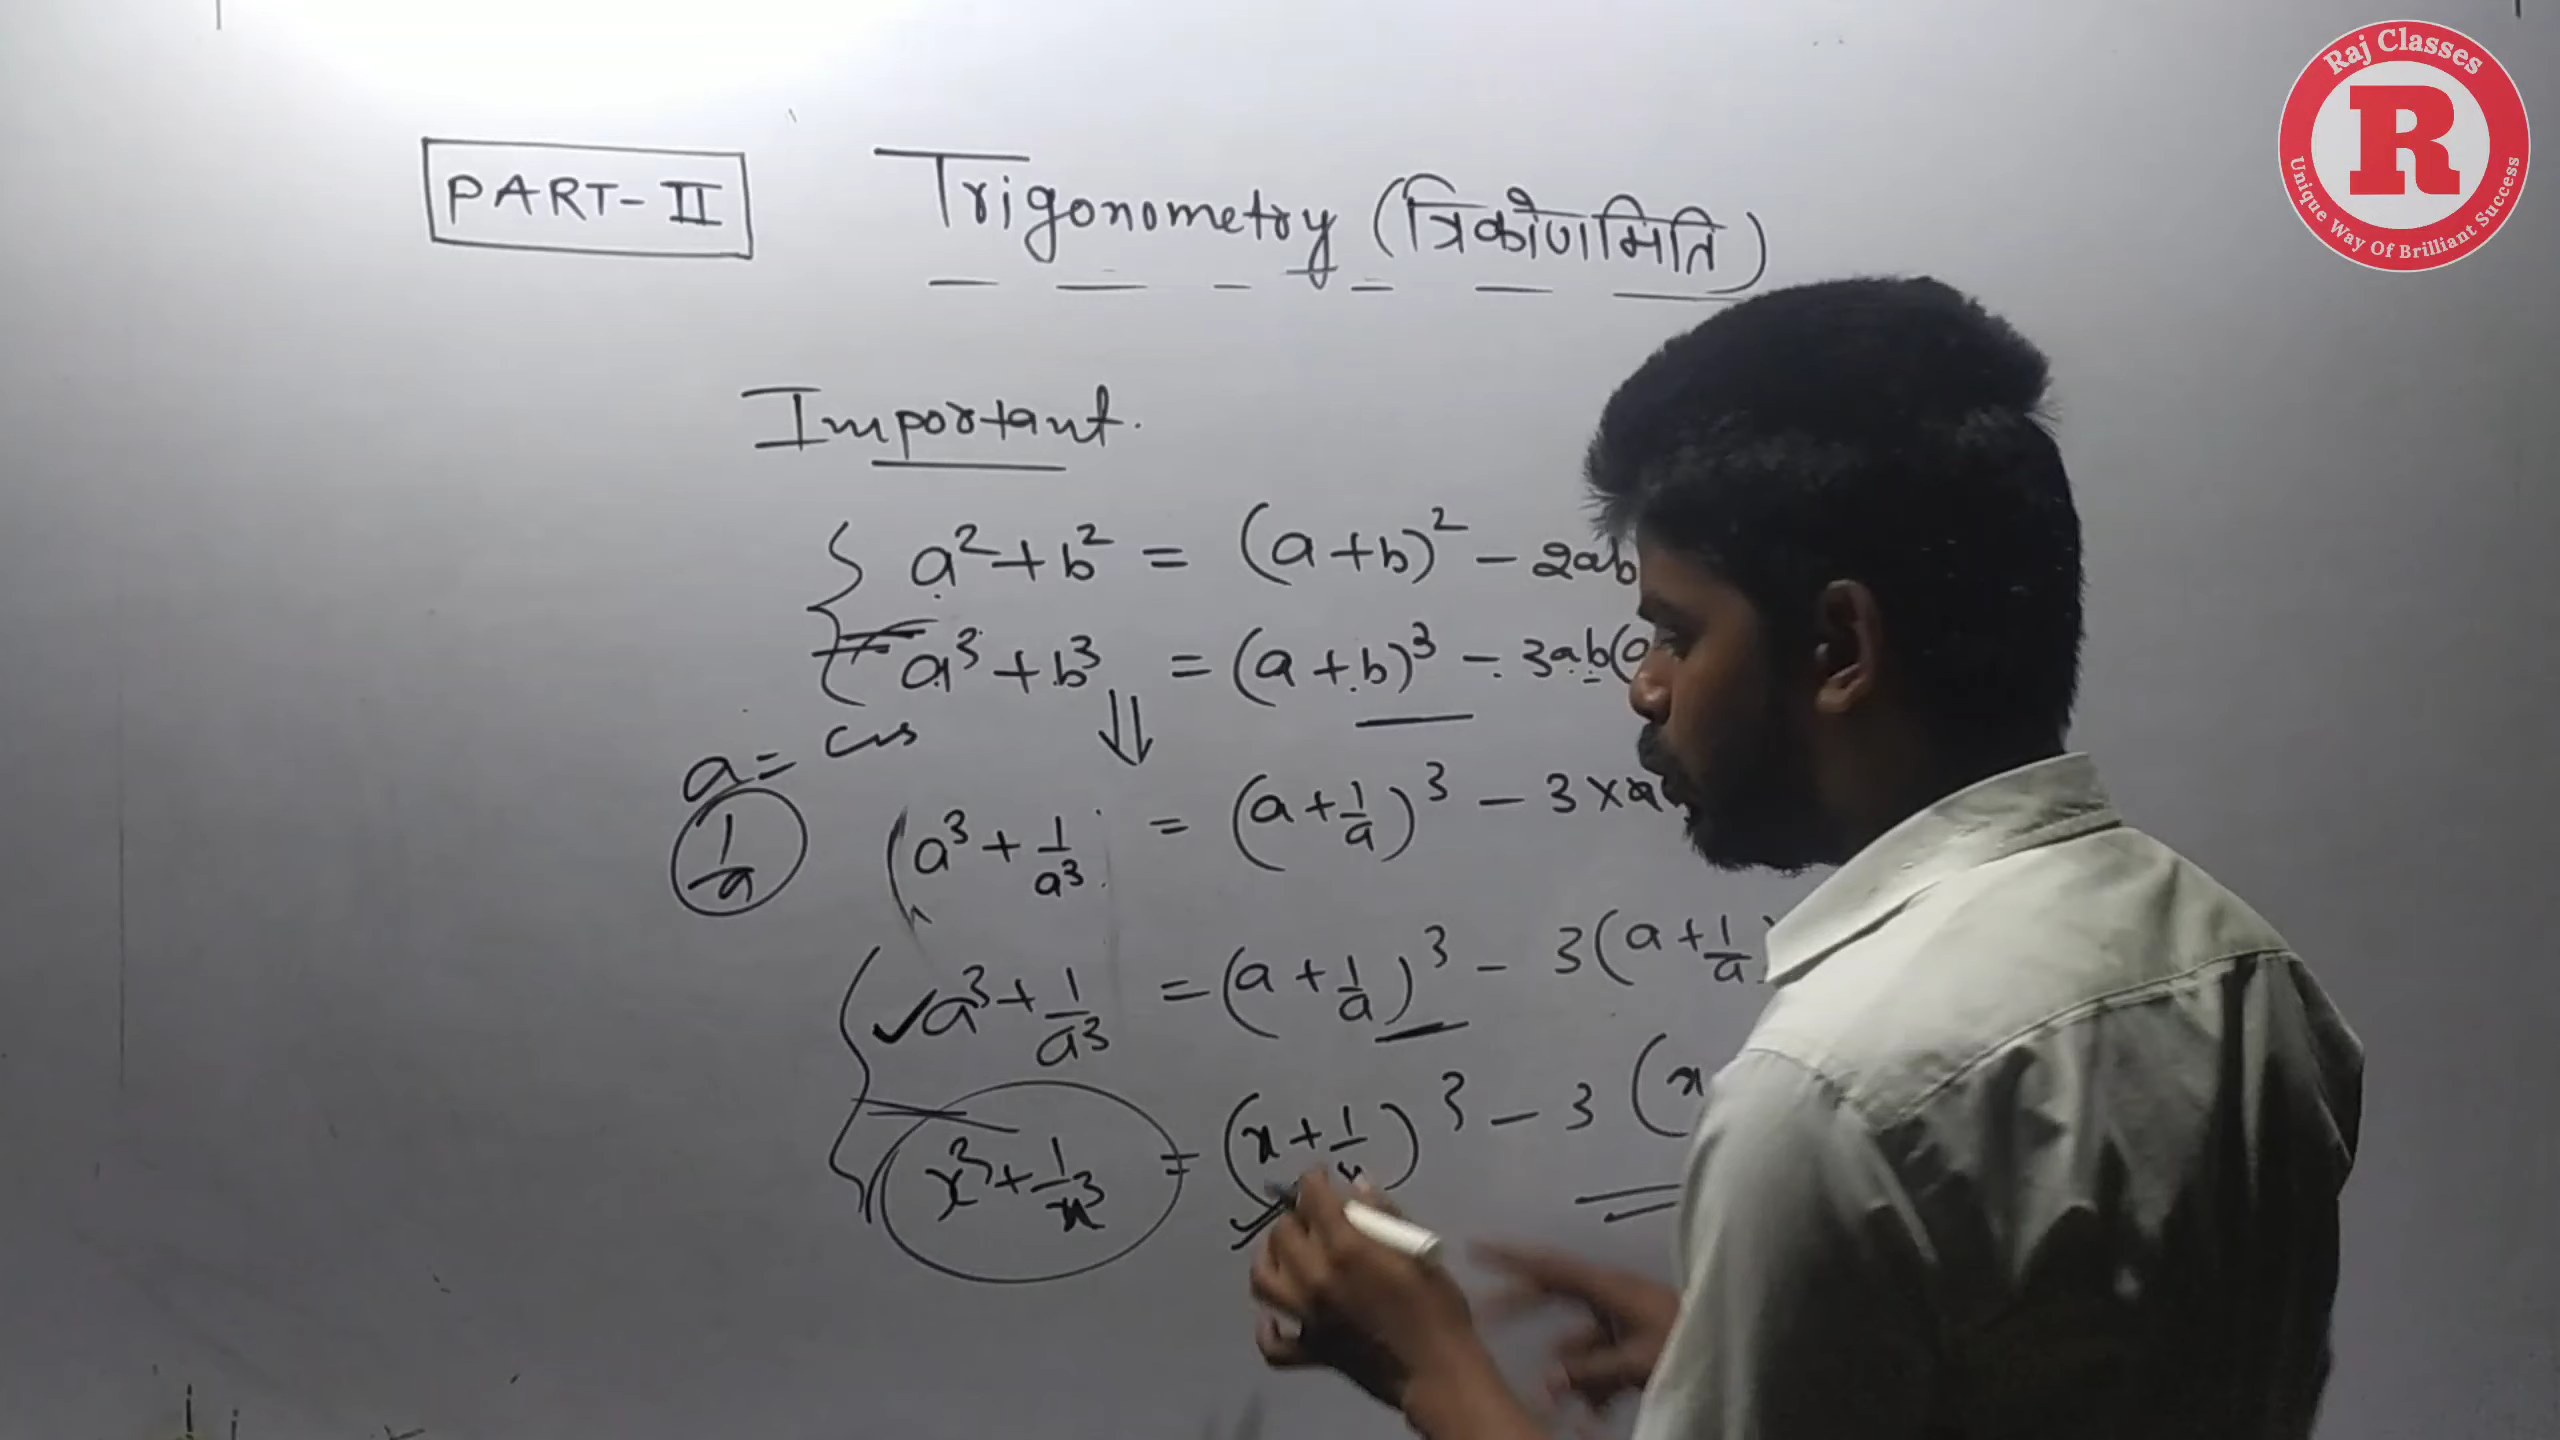 Raj Classes
R
Unique Way Of Brilliant Success
PART-II
Trigonometry (त्रिकोणमिति)
Important.
a² + b² = (a+b)² - 2ab
a³ + b³ = (a+b)³ - 3ab(a
a =
1/a
a³ + 1/a³ = (a + 1/a)³ - 3×a
a³ + 1/a³ = (a + 1/a)³ - 3(a + 1/a)
x³ + 1/x³ = (x + 1/x)³ - 3(x